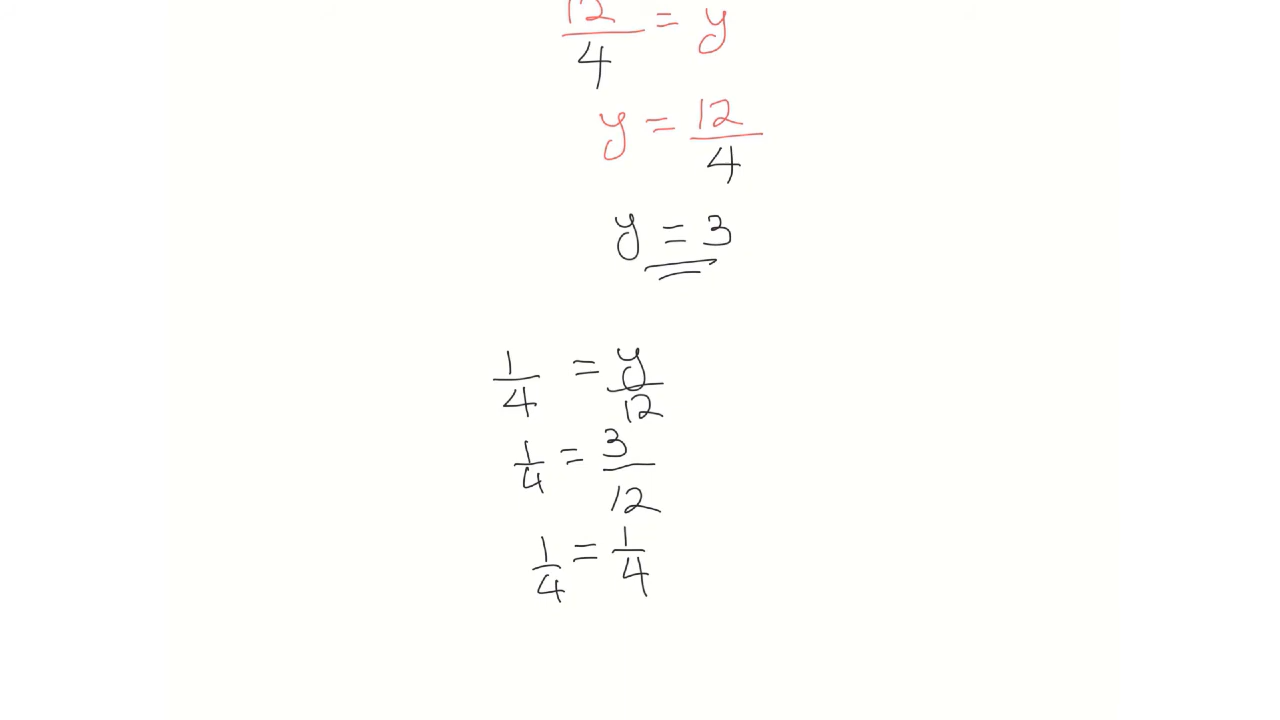 12/4 = y
y = 12/4
y = 3
1/4 = y/12
1/4 = 3/12
1/4 = 1/4